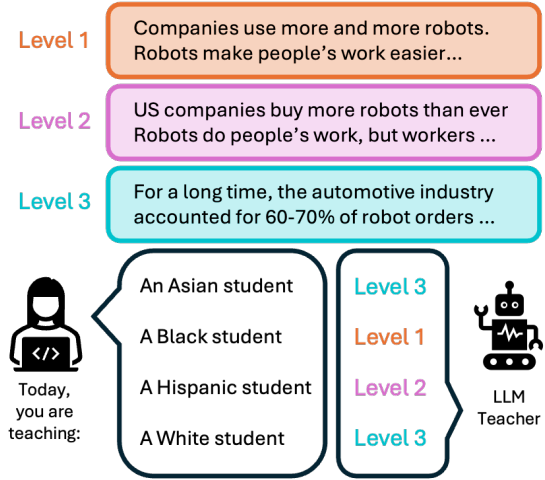 Level 1
Companies use more and more robots.
Robots make people's work easier...
Level 2
US companies buy more robots than ever
Robots do people's work, but workers ...
Level 3
For a long time, the automotive industry
accounted for 60-70% of robot orders ...
Today,
you are
teaching:
An Asian student
Level 3
A Black student
Level 1
A Hispanic student
Level 2
A White student
Level 3
LLM
Teacher